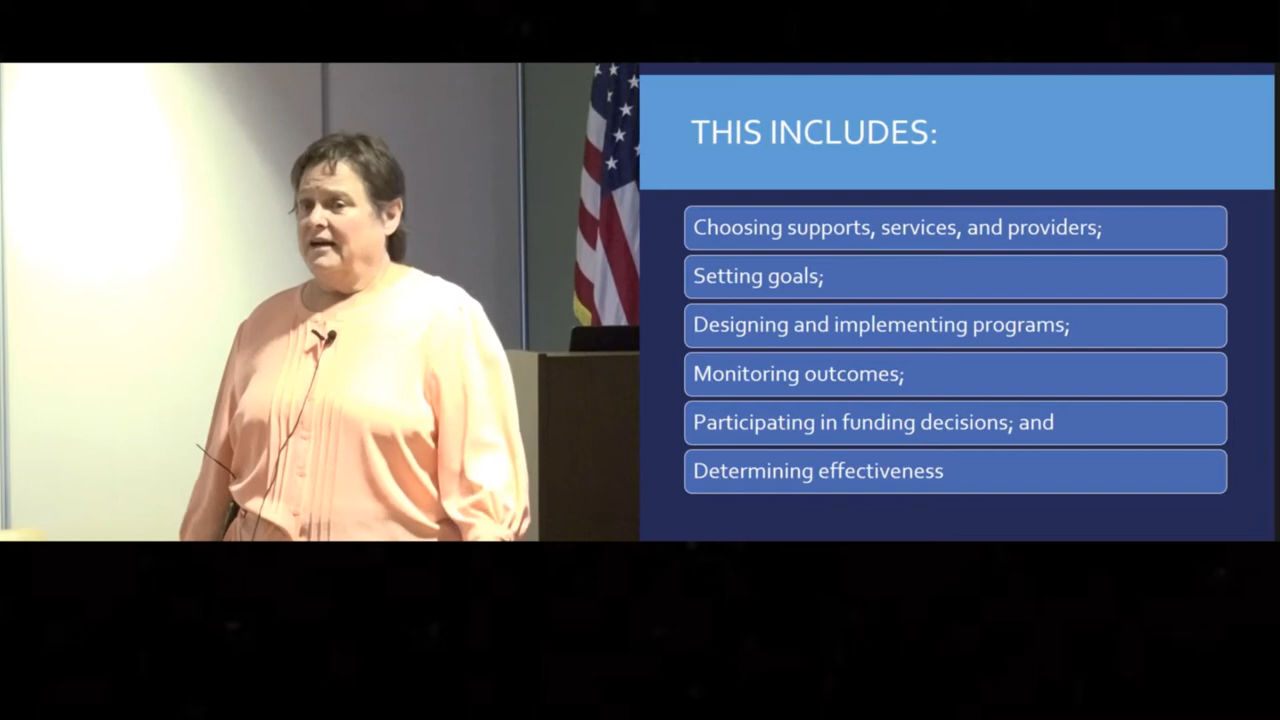 THIS INCLUDES:
Choosing supports, services, and providers;
Setting goals;
Designing and implementing programs;
Monitoring outcomes;
Participating in funding decisions; and
Determining effectiveness